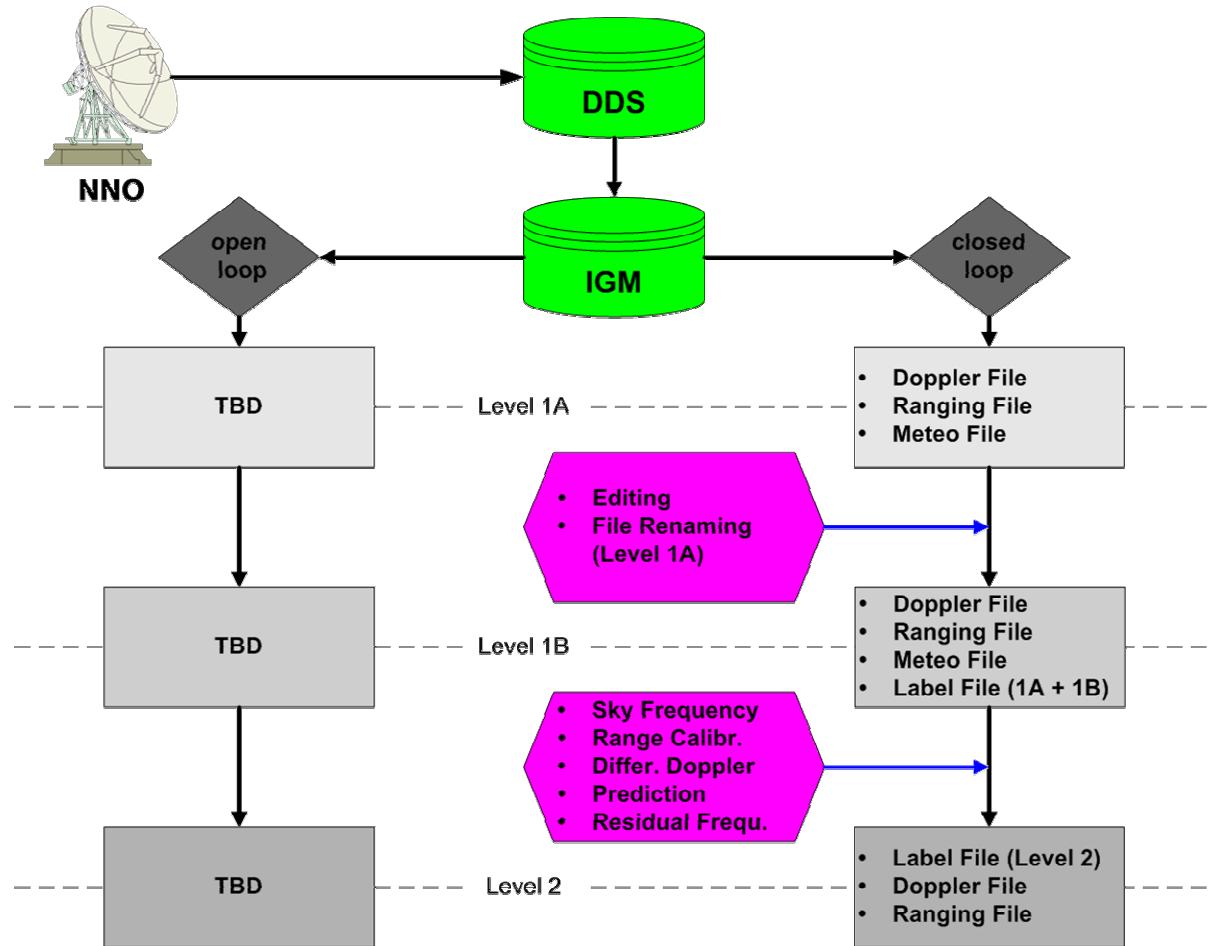 DDS
NNO
open
loop
IGM
closed
loop
TBD
Level 1A
• Doppler File
• Ranging File
• Meteo File
• Editing
• File Renaming
(Level 1A)
TBD
Level 1B
• Doppler File
• Ranging File
• Meteo File
• Label File (1A + 1B)
• Sky Frequency
• Range Calibr.
• Differ. Doppler
• Prediction
• Residual Frequ.
TBD
Level 2
• Label File (Level 2)
• Doppler File
• Ranging File